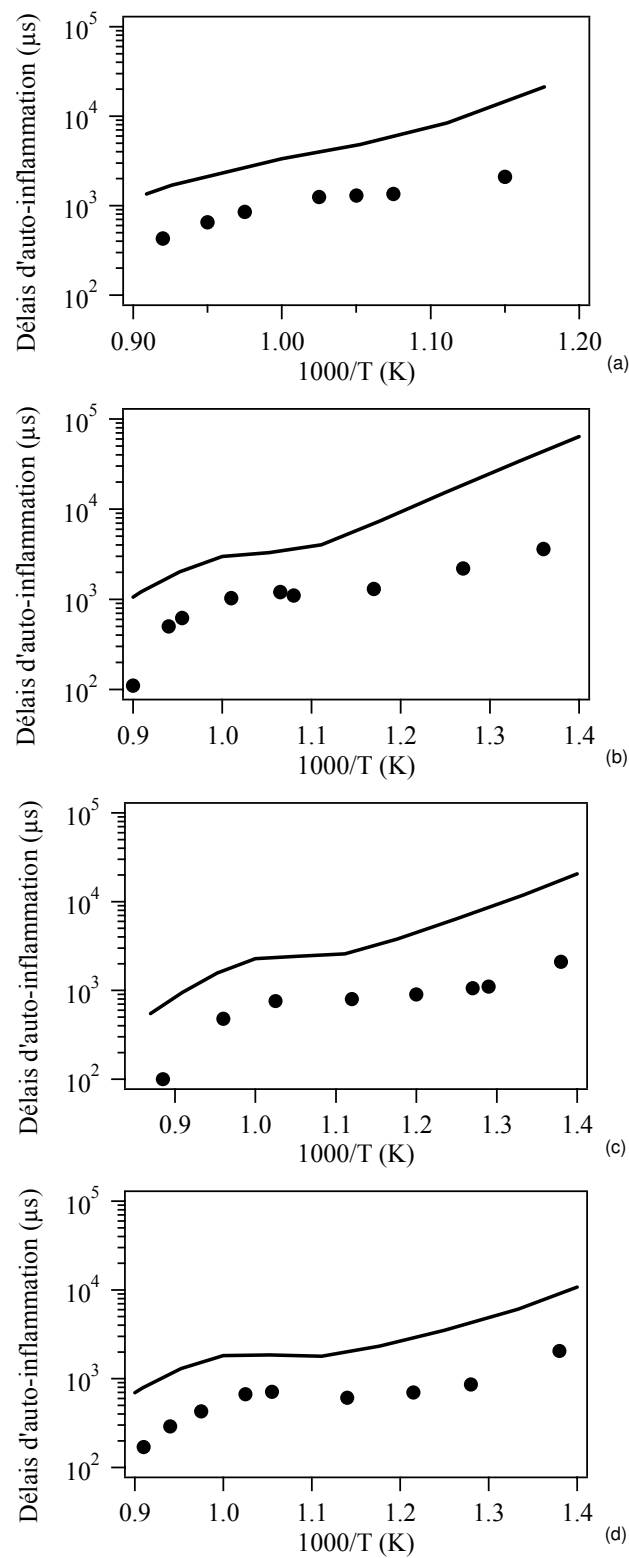 Délais d'auto-inflammation (µs)
10⁵
10⁴
10³
10²
0.90 1.00 1.10 1.20
1000/T (K)
(a)
Délais d'auto-inflammation (µs)
10⁵
10⁴
10³
10²
0.9 1.0 1.1 1.2 1.3 1.4
1000/T (K)
(b)
Délais d'auto-inflammation (µs)
10⁵
10⁴
10³
10²
0.9 1.0 1.1 1.2 1.3 1.4
1000/T (K)
(c)
Délais d'auto-inflammation (µs)
10⁵
10⁴
10³
10²
0.9 1.0 1.1 1.2 1.3 1.4
1000/T (K)
(d)